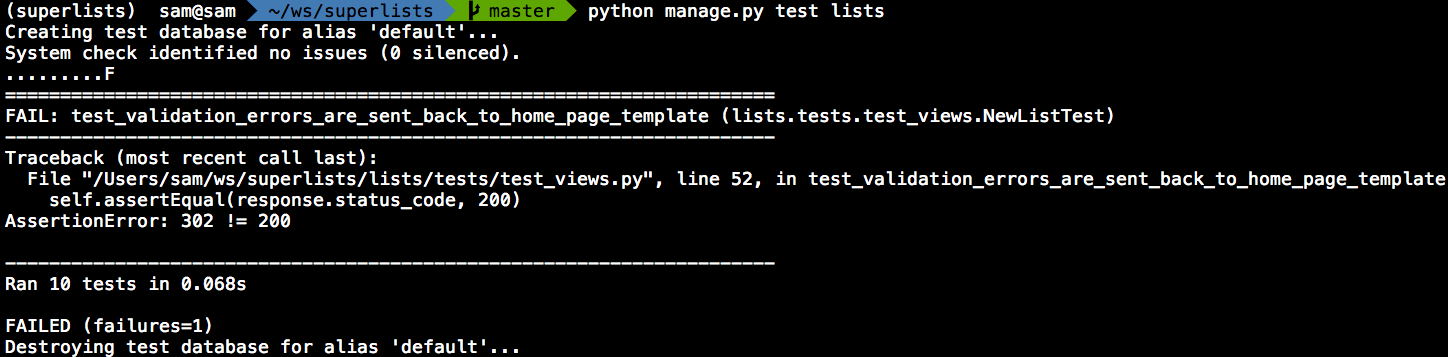 (superlists) sam@sam ~/ws/superlists master python manage.py test lists
Creating test database for alias 'default'...
System check identified no issues (0 silenced).
.........F
======================================================================
FAIL: test_validation_errors_are_sent_back_to_home_page_template (lists.tests.test_views.NewListTest)
----------------------------------------------------------------------
Traceback (most recent call last):
  File "/Users/sam/ws/superlists/lists/tests/test_views.py", line 52, in test_validation_errors_are_sent_back_to_home_page_template
    self.assertEqual(response.status_code, 200)
AssertionError: 302 != 200
----------------------------------------------------------------------
Ran 10 tests in 0.068s
FAILED (failures=1)
Destroying test database for alias 'default'...